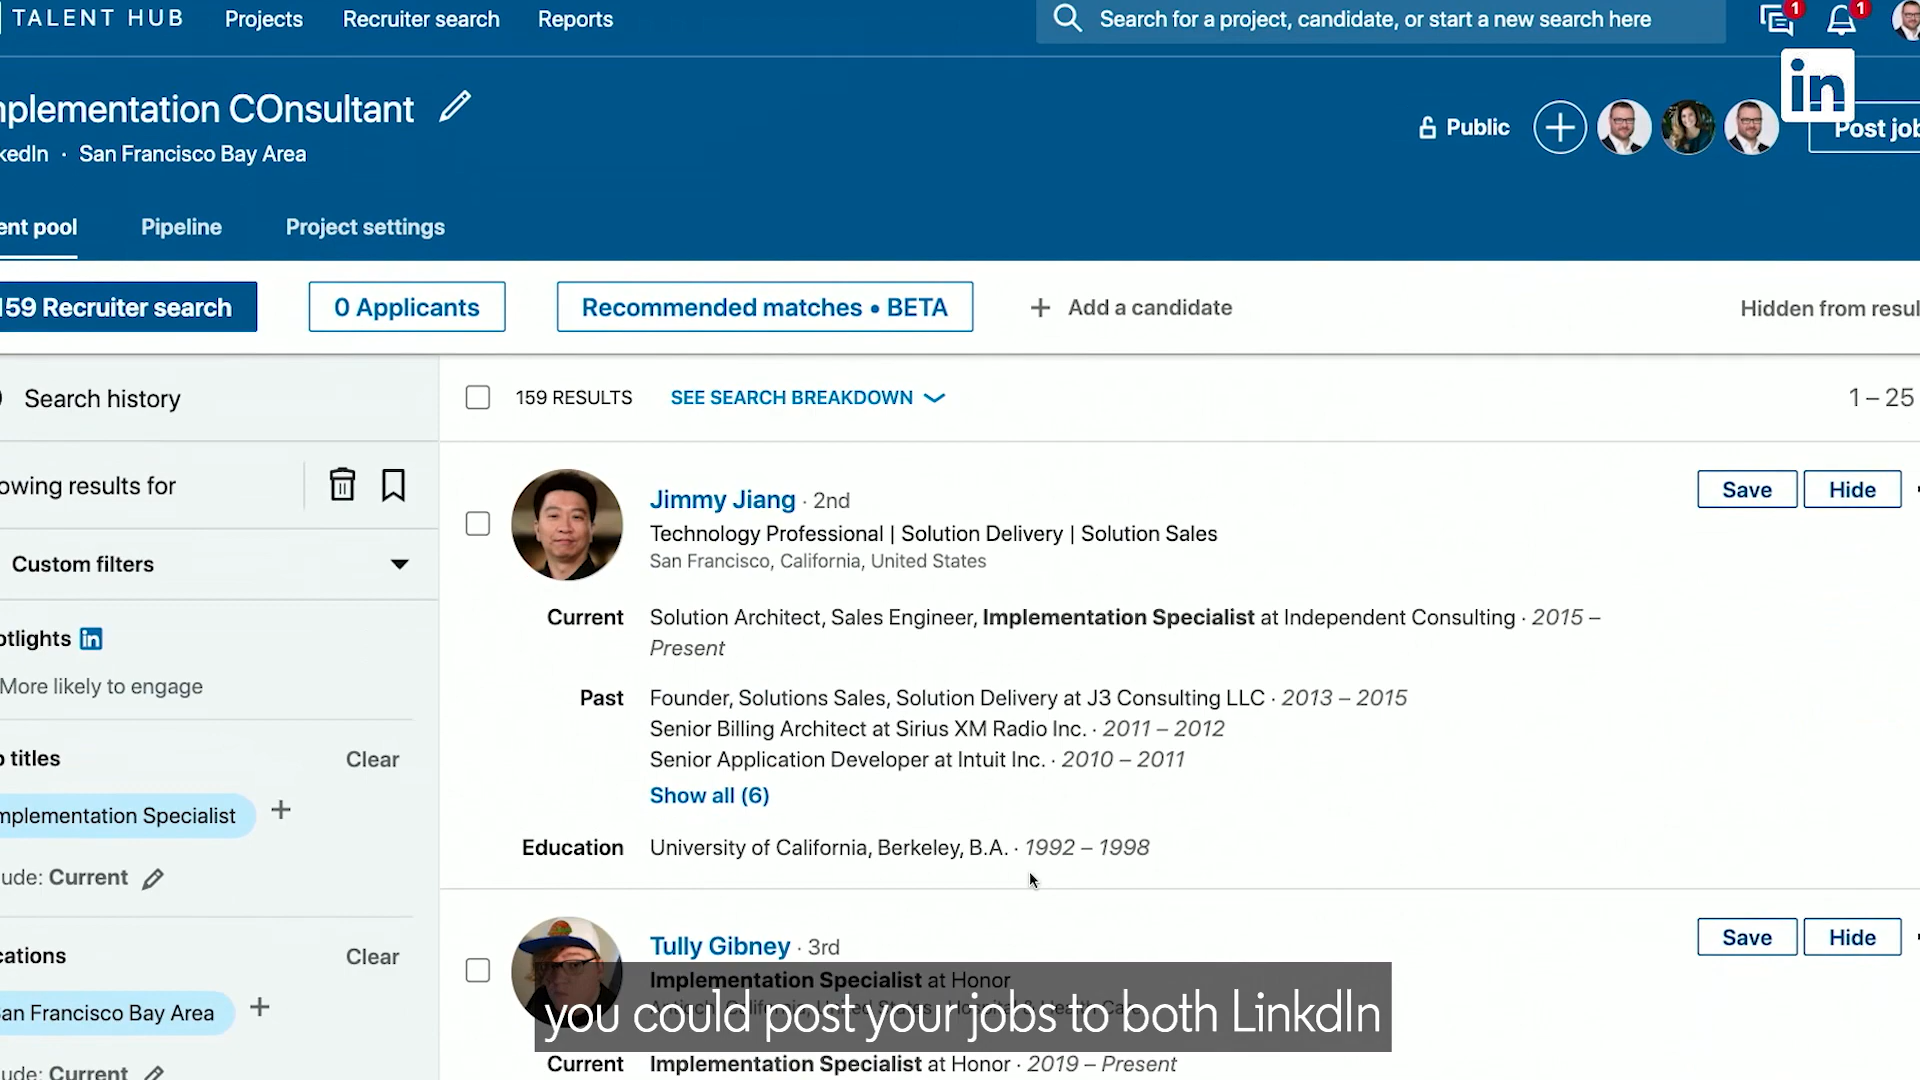 TALENT HUB Projects Recruiter search Reports Search for a project, candidate, or start a new search here 1 1
in
mplementation COnsultant Public Post job
kedIn · San Francisco Bay Area
ent pool Pipeline Project settings
159 Recruiter search 0 Applicants Recommended matches • BETA + Add a candidate Hidden from resul
Search history 159 RESULTS SEE SEARCH BREAKDOWN 1 – 25
owing results for
Custom filters
otlights in
More likely to engage
titles Clear
mplementation Specialist +
ude: Current
cations Clear
an Francisco Bay Area +
ude: Current
Jimmy Jiang · 2nd Save Hide
Technology Professional | Solution Delivery | Solution Sales
San Francisco, California, United States
Current Solution Architect, Sales Engineer, Implementation Specialist at Independent Consulting · 2015 –
Present
Past Founder, Solutions Sales, Solution Delivery at J3 Consulting LLC · 2013 – 2015
Senior Billing Architect at Sirius XM Radio Inc. · 2011 – 2012
Senior Application Developer at Intuit Inc. · 2010 – 2011
Show all (6)
Education University of California, Berkeley, B.A. · 1992 – 1998
Tully Gibney · 3rd Save Hide
Implementation Specialist at Honor
you could post your jobs to both LinkdIn
Current Implementation Specialist at Honor · 2019 – Present